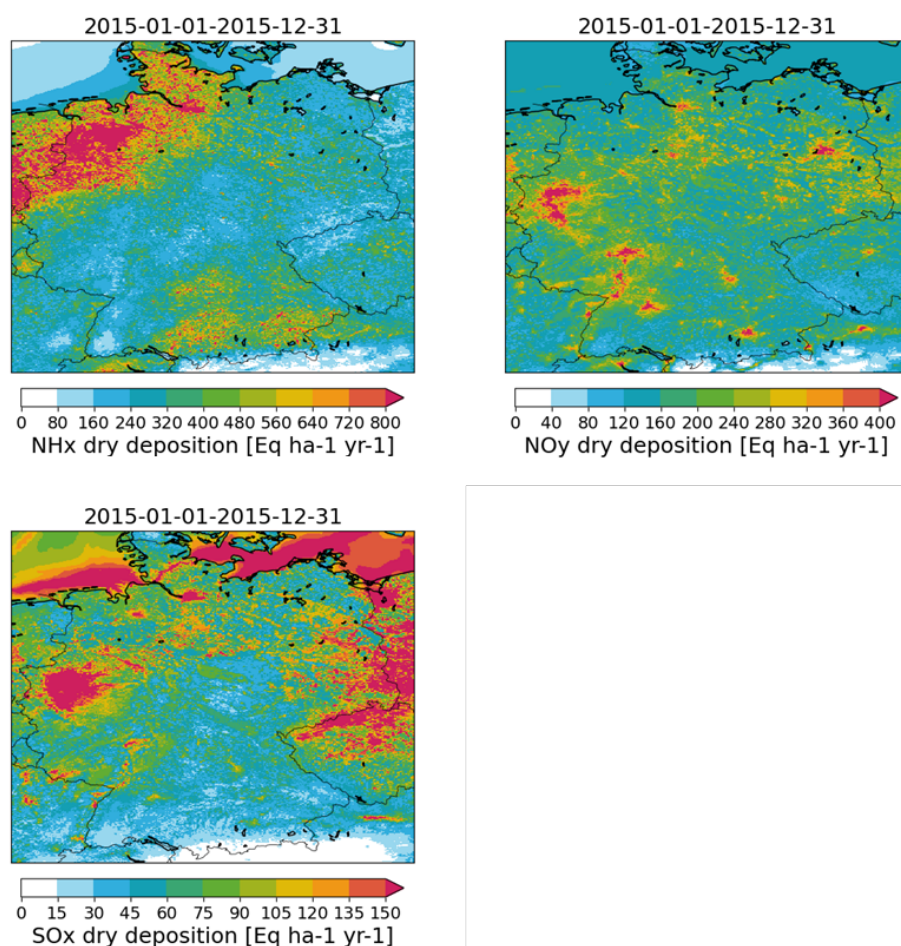 2015-01-01-2015-12-31
2015-01-01-2015-12-31
0 80 160 240 320 400 480 560 640 720 800
NHx dry deposition [Eq ha-1 yr-1]
0 40 80 120 160 200 240 280 320 360 400
NOy dry deposition [Eq ha-1 yr-1]
2015-01-01-2015-12-31
0 15 30 45 60 75 90 105 120 135 150
SOx dry deposition [Eq ha-1 yr-1]